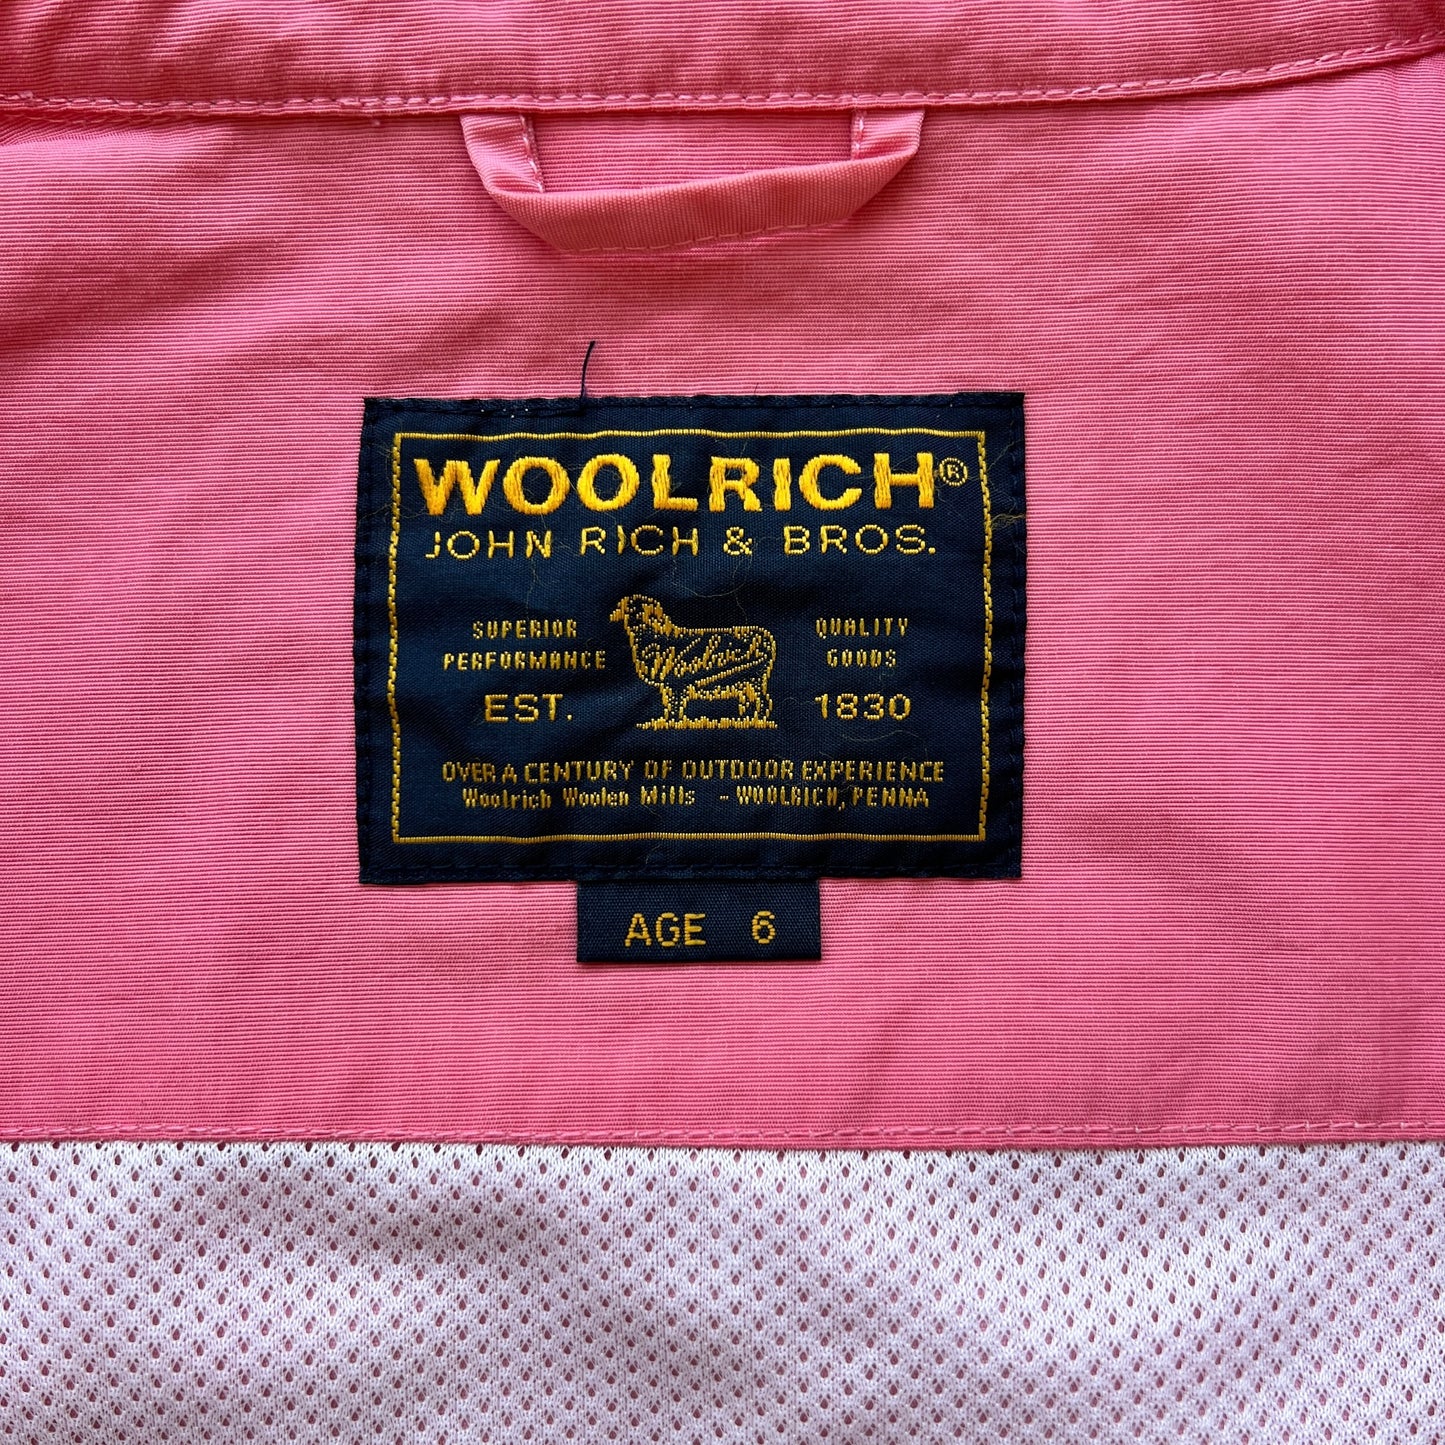 WOOLRICH®
JOHN RICH & BROS.
SUPERIOR
PERFORMANCE
EST.
Woolrich
QUALITY
GOODS
1830
OVER A CENTURY OF OUTDOOR EXPERIENCE
Woolrich Woolen Mills - WOOLRICH, PENNA
AGE 6